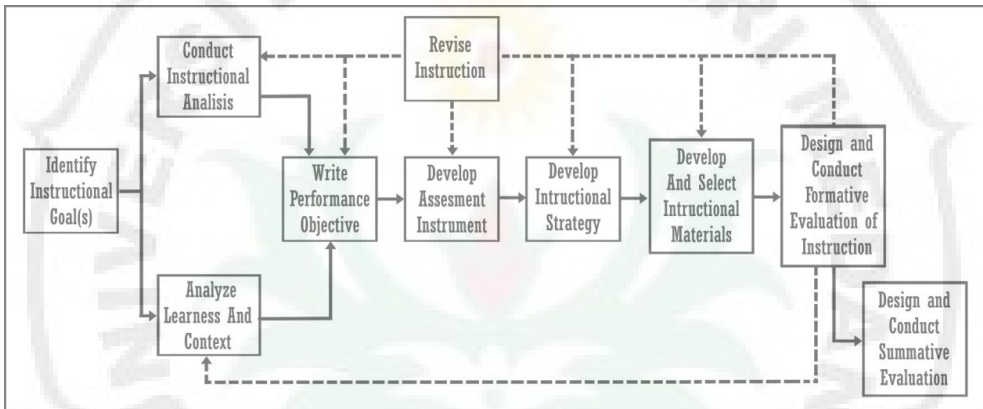 Conduct
Instructional
Analisis
Revise
Instruction
Identify
Instructional
Goal(s)
Write
Performance
Objective
Develop
Assesment
Instrument
Develop
Intructional
Strategy
Develop
And Select
Intructional
Materials
Design and
Conduct
Formative
Evaluation of
Instruction
Analyze
Learness And
Context
Design and
Conduct
Summative
Evaluation